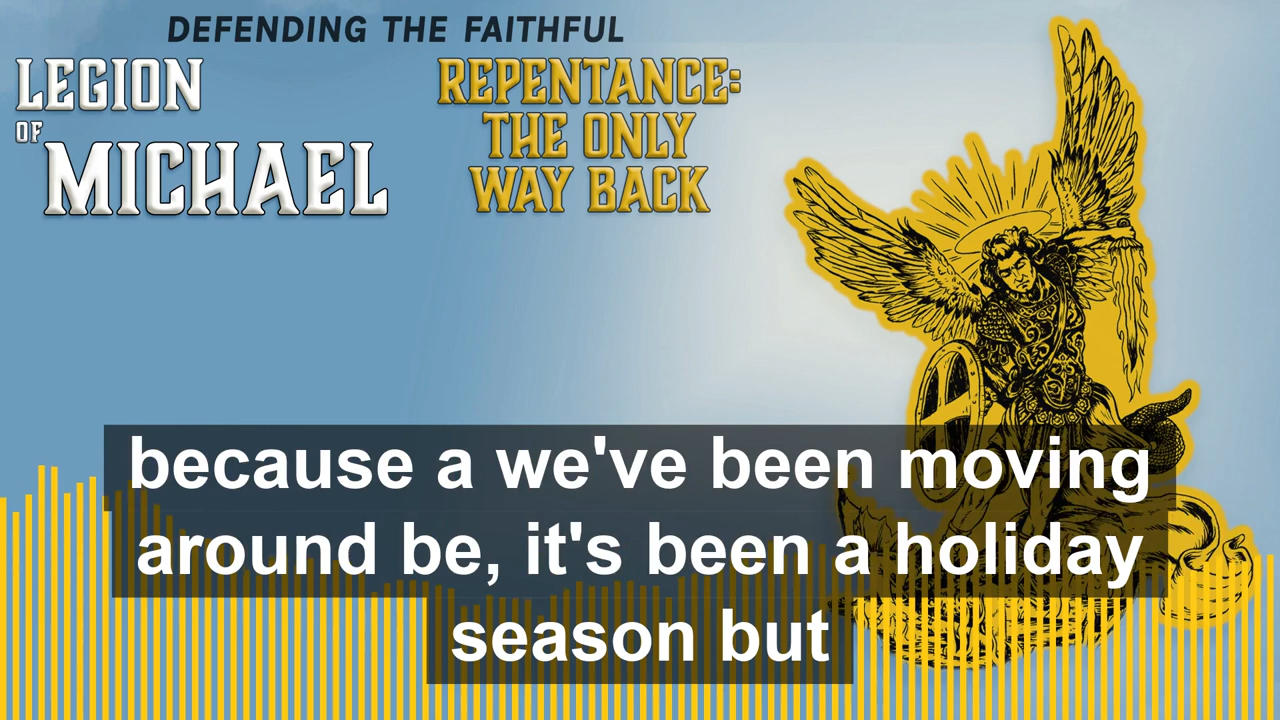 DEFENDING THE FAITHFUL
LEGION
OF
MICHAEL
REPENTANCE:
THE ONLY
WAY BACK
because a we've been moving
around be, it's been a holiday
season but